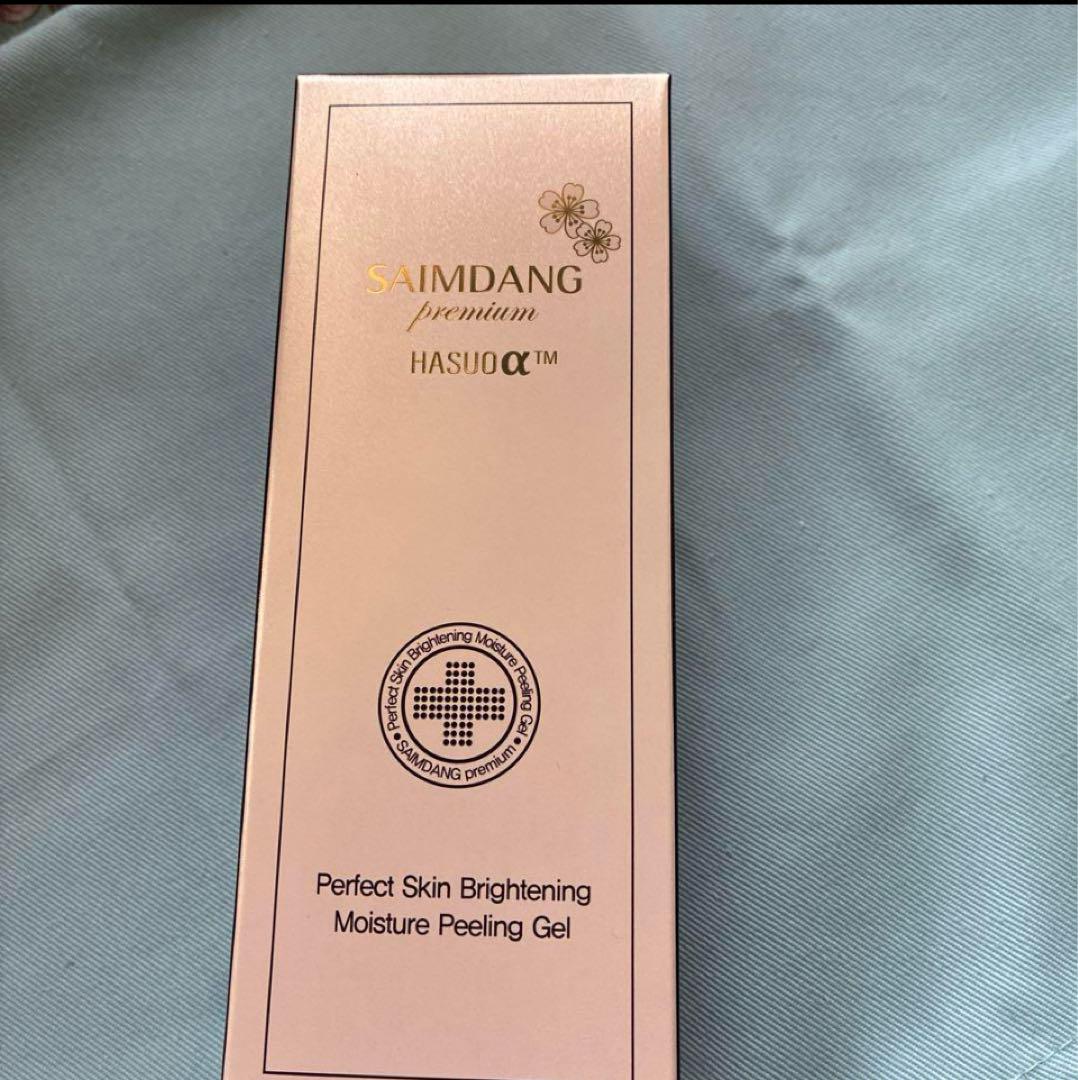 SAIMDANG
premium
HASUOα™
• Perfect Skin Brightening Moisture Peeling Gel •
SAIMDANG premium
Perfect Skin Brightening
Moisture Peeling Gel